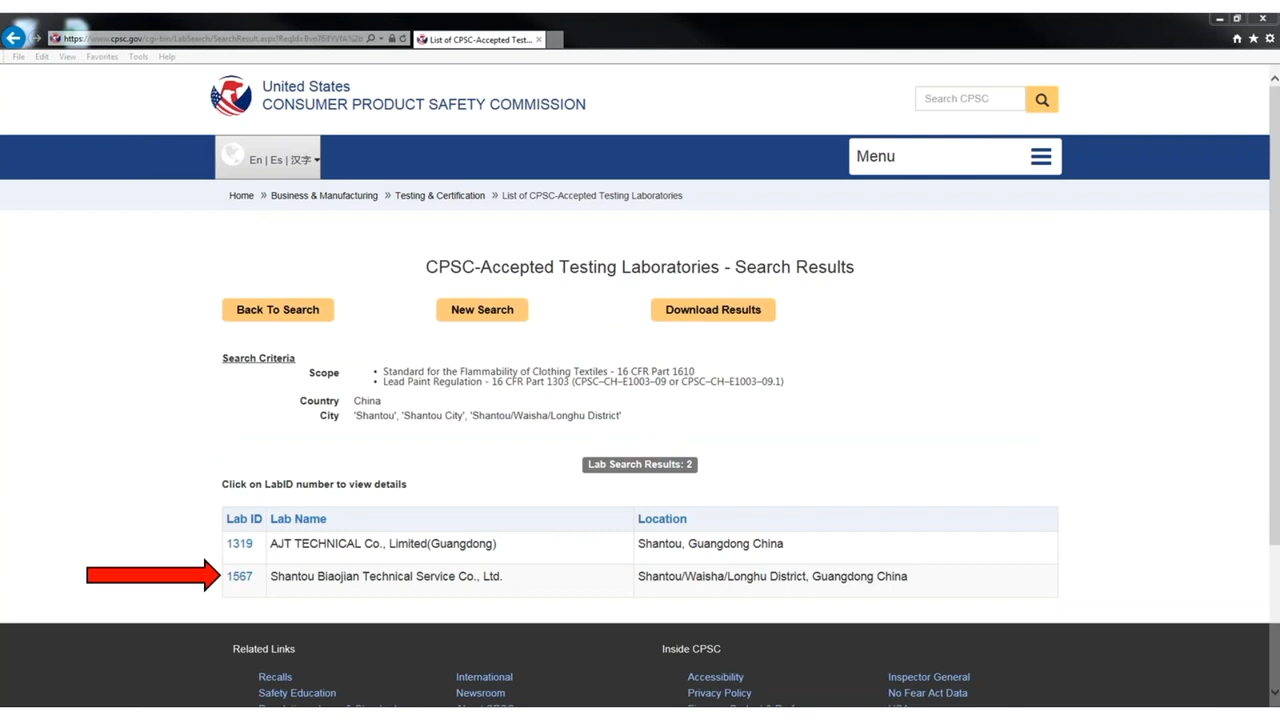 https://www.cpsc.gov/cgi-bin/LabSearch/SearchResult.aspx?ReqId=
List of CPSC-Accepted Test...
File Edit View Favorites Tools Help
United States
CONSUMER PRODUCT SAFETY COMMISSION
Search CPSC
En | Es | 汉字
Menu
Home » Business & Manufacturing » Testing & Certification » List of CPSC-Accepted Testing Laboratories
CPSC-Accepted Testing Laboratories - Search Results
Back To Search New Search Download Results
Search Criteria
Scope • Standard for the Flammability of Clothing Textiles - 16 CFR Part 1610
• Lead Paint Regulation - 16 CFR Part 1303 (CPSC-CH-E1003-09 or CPSC-CH-E1003-09.1)
Country China
City 'Shantou', 'Shantou City', 'Shantou/Waisha/Longhu District'
Lab Search Results: 2
Click on LabID number to view details
Lab ID Lab Name Location
1319 AJT TECHNICAL Co., Limited(Guangdong) Shantou, Guangdong China
1567 Shantou Biaojian Technical Service Co., Ltd. Shantou/Waisha/Longhu District, Guangdong China
Related Links Inside CPSC
Recalls International Accessibility Inspector General
Safety Education Newsroom Privacy Policy No Fear Act Data